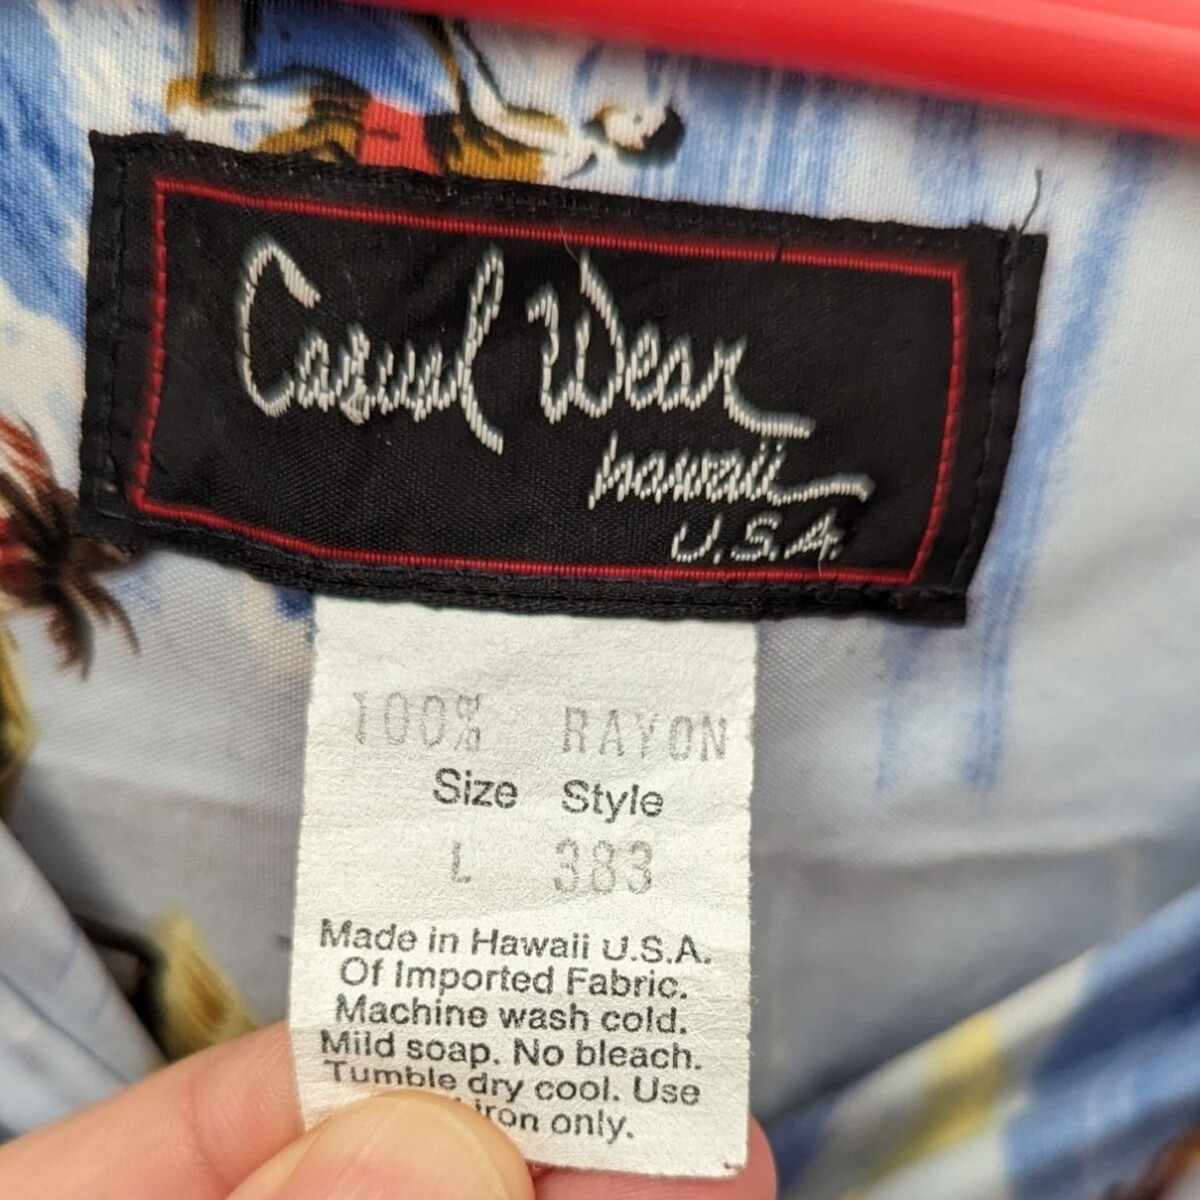 Casual Wear
hawaii
U.S.A.
100% RAYON
Size Style
L 383
Made in Hawaii U.S.A.
Of Imported Fabric.
Machine wash cold.
Mild soap. No bleach.
Tumble dry cool. Use
iron only.